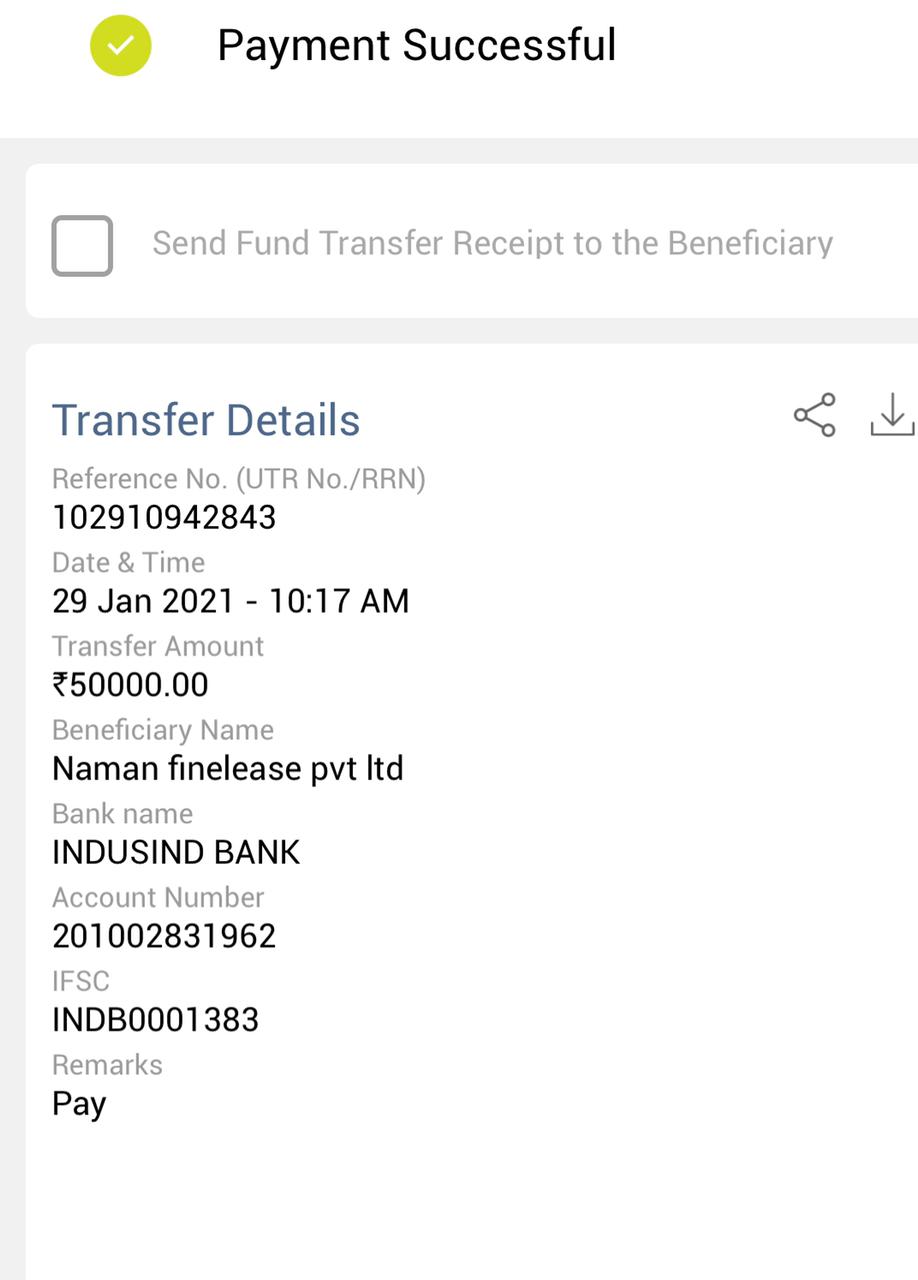 Payment Successful
Send Fund Transfer Receipt to the Beneficiary
Transfer Details
Reference No. (UTR No./RRN)
102910942843
Date & Time
29 Jan 2021 - 10:17 AM
Transfer Amount
₹50000.00
Beneficiary Name
Naman finelease pvt ltd
Bank name
INDUSIND BANK
Account Number
201002831962
IFSC
INDB0001383
Remarks
Pay